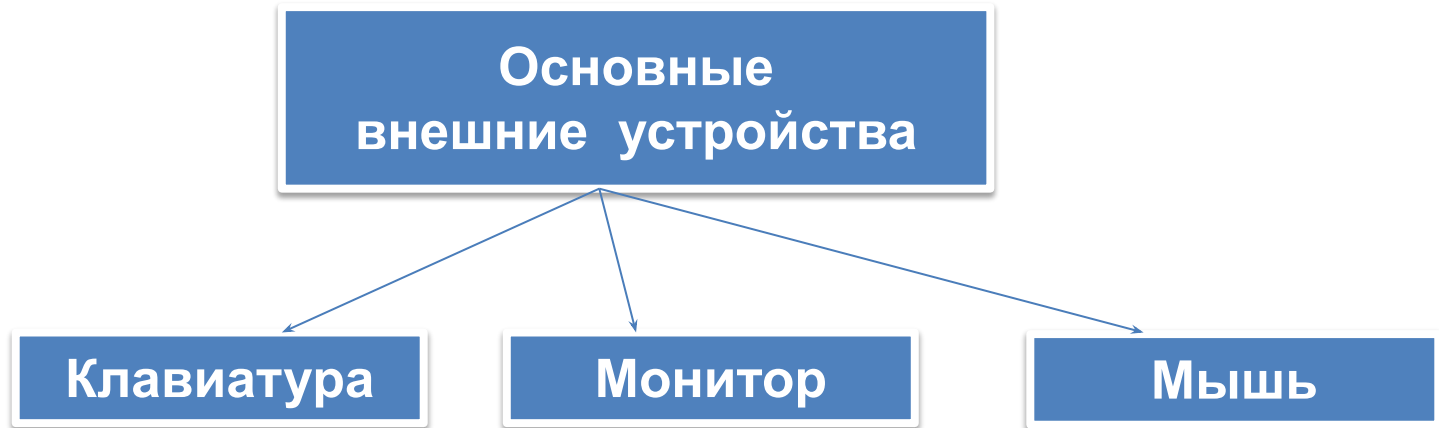 Основные
внешние устройства
Клавиатура
Монитор
Мышь